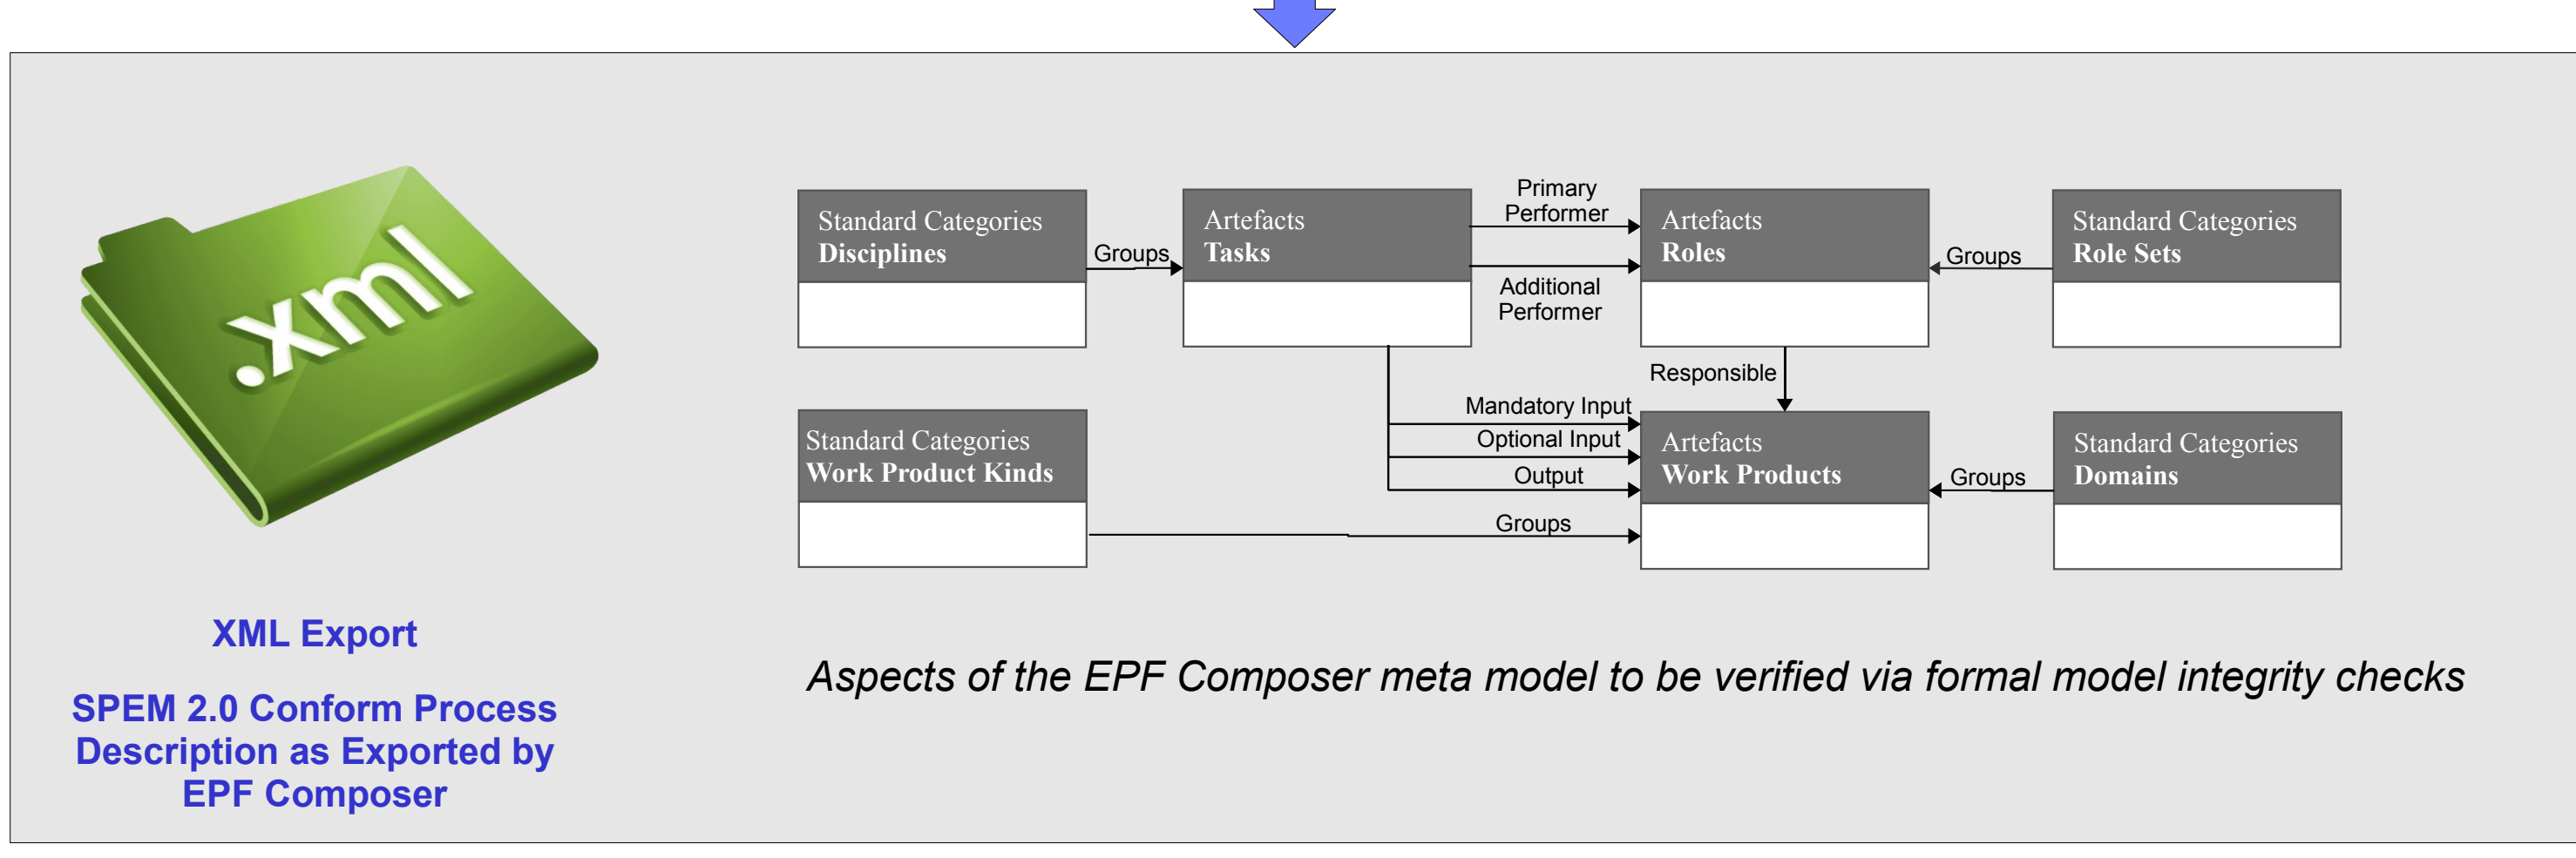 .xml
XML Export
SPEM 2.0 Conform Process
Description as Exported by
EPF Composer
Standard Categories
Disciplines
Groups
Artefacts
Tasks
Primary
Performer
Additional
Performer
Artefacts
Roles
Groups
Standard Categories
Role Sets
Responsible
Standard Categories
Work Product Kinds
Mandatory Input
Optional Input
Output
Groups
Artefacts
Work Products
Groups
Standard Categories
Domains
Aspects of the EPF Composer meta model to be verified via formal model integrity checks